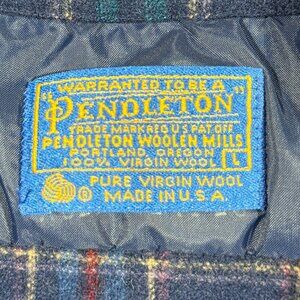 WARRANTED TO BE A
"PENDLETON"
TRADE MARK REG U S PAT. OFF
PENDLETON WOOLEN MILLS
PORTLAND, OREGON
100% VIRGIN WOOL L
® PURE VIRGIN WOOL
MADE IN U.S.A.